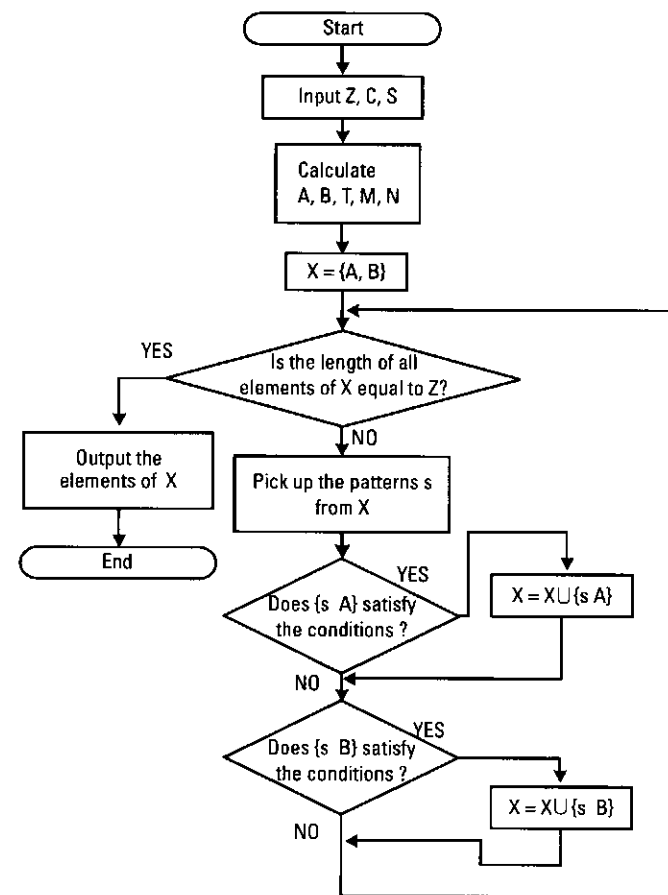 Start
Input Z, C, S
Calculate
A, B, T, M, N
X = {A, B}
YES
Is the length of all
elements of X equal to Z?
NO
Output the
elements of X
Pick up the patterns s
from X
End
YES
Does {s A} satisfy
the conditions ?
X = X∪{s A}
NO
YES
Does {s B} satisfy
the conditions ?
X = X∪{s B}
NO